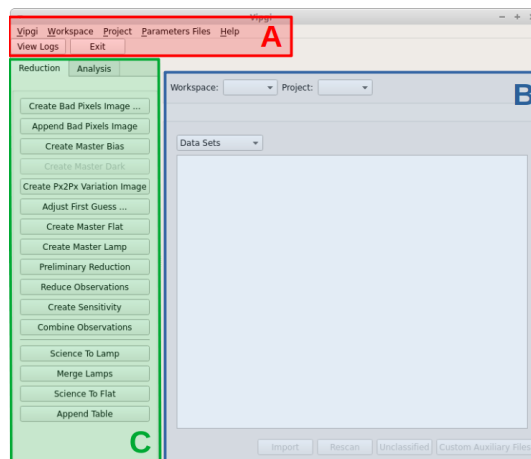 Vipgi
Vipgi Workspace Project Parameters Files Help
A
View Logs Exit
Reduction Analysis
B
Workspace: Project:
Create Bad Pixels Image ...
Append Bad Pixels Image
Create Master Bias
Data Sets
Create Master Dark
Create Px2Px Variation Image
Adjust First Guess ...
Create Master Flat
Create Master Lamp
Preliminary Reduction
Reduce Observations
Create Sensitivity
Combine Observations
Science To Lamp
Merge Lamps
Science To Flat
Append Table
C
Import Rescan Unclassified Custom Auxiliary Files